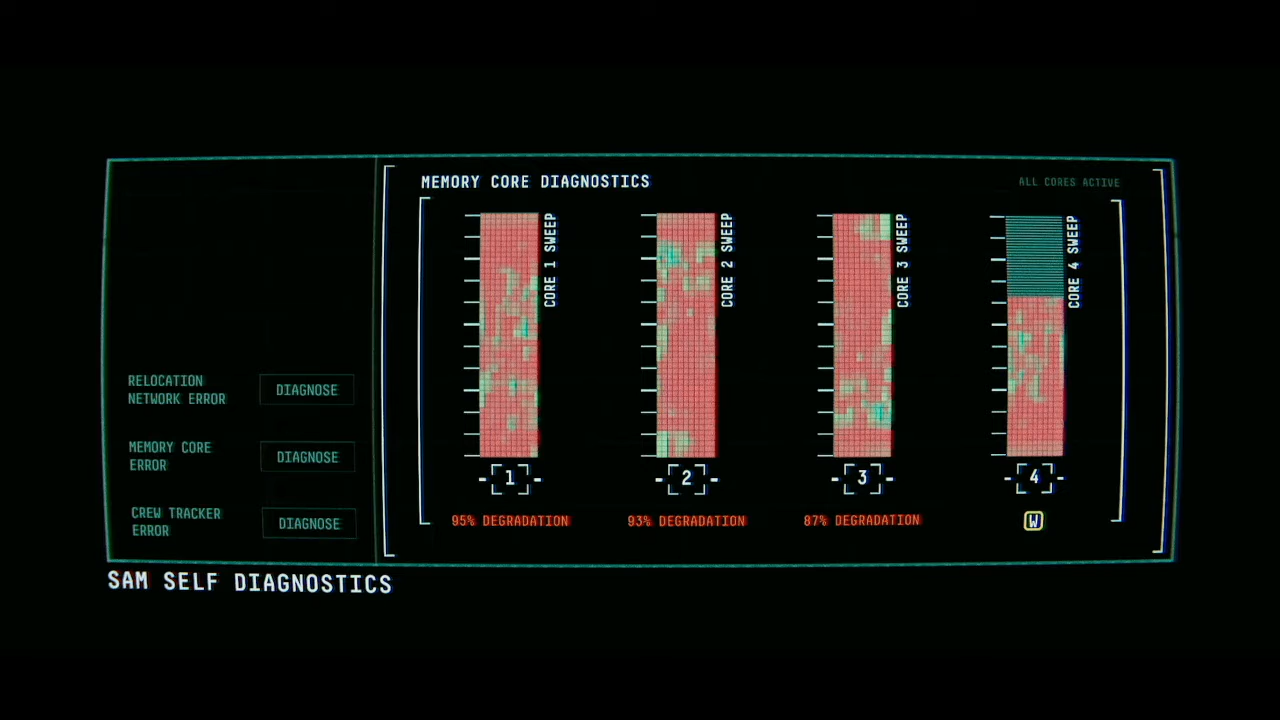 MEMORY CORE DIAGNOSTICS
ALL CORES ACTIVE
CORE 1 SWEEP
CORE 2 SWEEP
CORE 3 SWEEP
CORE 4 SWEEP
RELOCATION
NETWORK ERROR
DIAGNOSE
MEMORY CORE
ERROR
DIAGNOSE
CREW TRACKER
ERROR
DIAGNOSE
1
2
3
4
95% DEGRADATION
93% DEGRADATION
87% DEGRADATION
W
SAM SELF DIAGNOSTICS